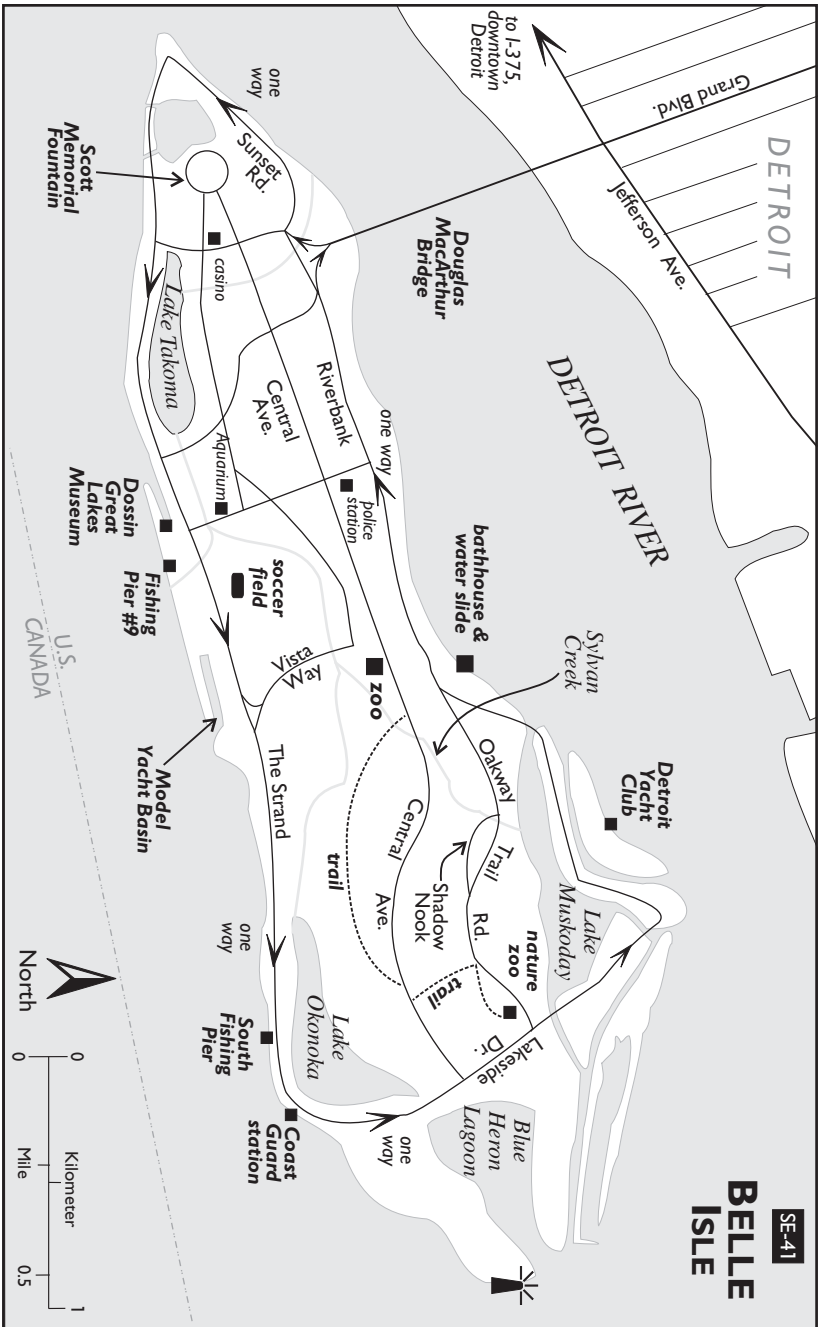 SE-41
BELLE
ISLE
DETROIT
Grand Blvd.
Jefferson Ave.
to I-375,
downtown
Detroit
DETROIT RIVER
Douglas
MacArthur
Bridge
one
way
Sunset
Rd.
Scott
Memorial
Fountain
casino
Lake Takoma
Riverbank
one way
Central
Ave.
Aquarium
police
station
Dossin
Great
Lakes
Museum
Fishing
Pier #9
soccer
field
bathhouse &
water slide
Sylvan
Creek
Vista
Way
zoo
Model
Yacht Basin
The Strand
Oakway
Trail
Rd.
Detroit
Yacht
Club
Lake
Muskoday
Central
Ave.
trail
Shadow
Nook
nature
zoo
trail
Lakeside
Dr.
Lake
Okonoka
one
way
South
Fishing
Pier
Coast
Guard
station
one
way
Blue
Heron
Lagoon
U.S.
CANADA
North
0
Kilometer
1
0
Mile
0.5